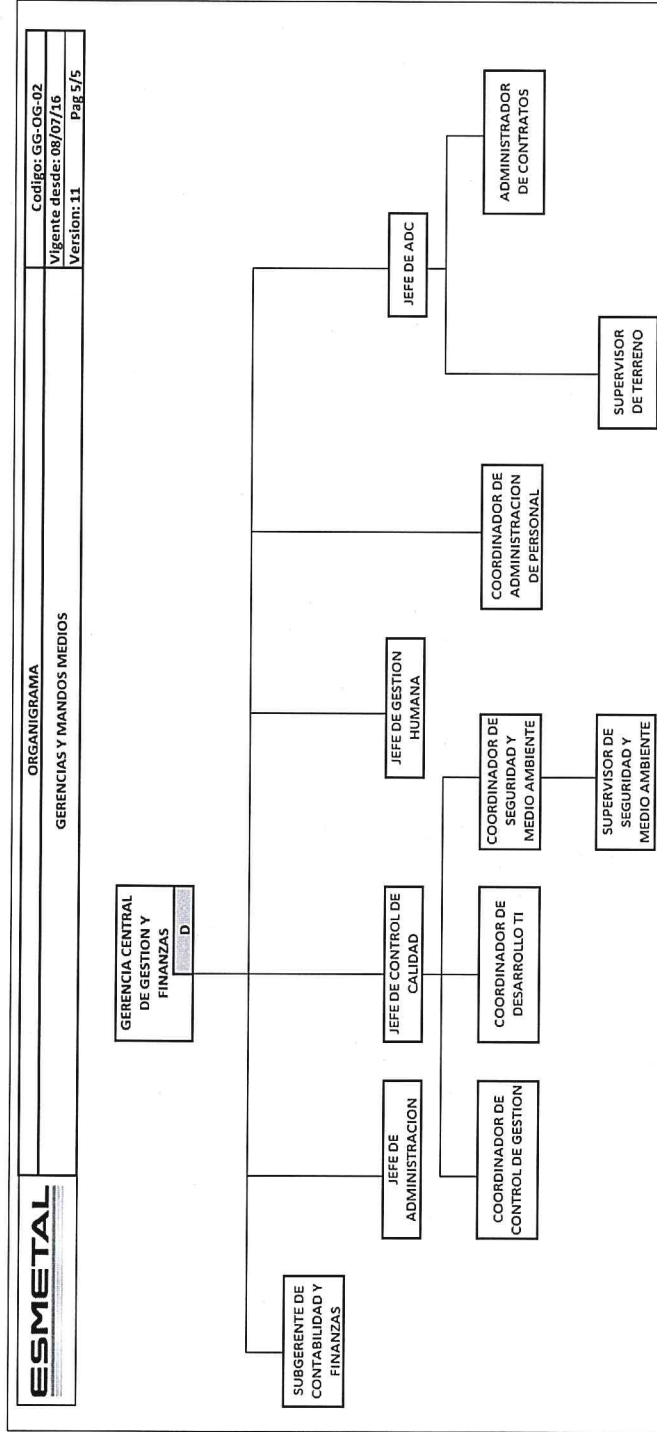 ESMETAL
ORGANIGRAMA
GERENCIAS Y MANDOS MEDIOS
Codigo: GG-OG-02
Vigente desde: 08/07/16
Version: 11 Pag 5/5
GERENCIA CENTRAL
DE GESTION Y
FINANZAS
D
SUBGERENTE DE
CONTABILIDAD Y
FINANZAS
JEFE DE
ADMINISTRACION
JEFE DE CONTROL DE
CALIDAD
JEFE DE GESTION
HUMANA
JEFE DE ADC
COORDINADOR DE
CONTROL DE GESTION
COORDINADOR DE
DESARROLLO TI
COORDINADOR DE
SEGURIDAD Y
MEDIO AMBIENTE
COORDINADOR DE
ADMINISTRACION
DE PERSONAL
ADMINISTRADOR
DE CONTRATOS
SUPERVISOR DE
SEGURIDAD Y
MEDIO AMBIENTE
SUPERVISOR
DE TERRENO